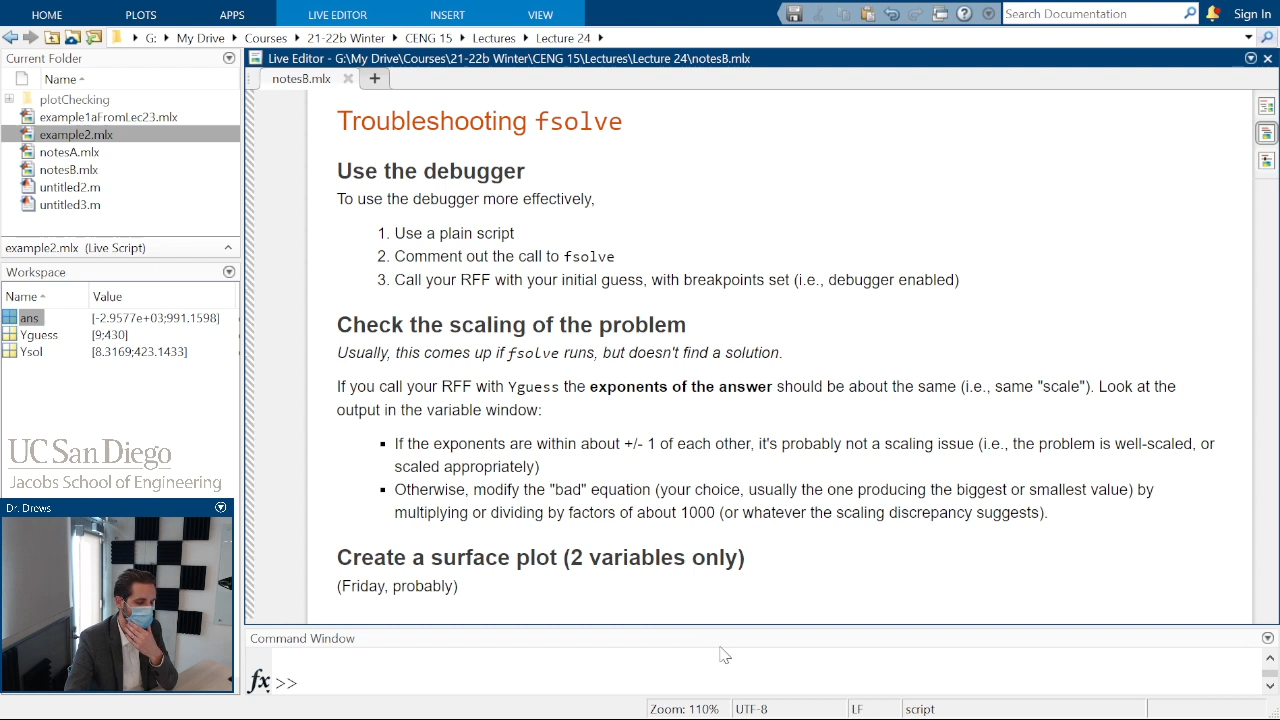 HOME PLOTS APPS LIVE EDITOR INSERT VIEW Search Documentation Sign In
G: My Drive Courses 21-22b Winter CENG 15 Lectures Lecture 24
Current Folder
Name
plotChecking
example1aFromLec23.mlx
example2.mlx
notesA.mlx
notesB.mlx
untitled2.m
untitled3.m
example2.mlx (Live Script)
Workspace
Name Value
ans [-2.9577e+03;991.1598]
Yguess [9;430]
Ysol [8.3169;423.1433]
UC San Diego
Jacobs School of Engineering
Dr. Drews
Live Editor - G:\My Drive\Courses\21-22b Winter\CENG 15\Lectures\Lecture 24\notesB.mlx
notesB.mlx
Troubleshooting fsolve
Use the debugger
To use the debugger more effectively,
1. Use a plain script
2. Comment out the call to fsolve
3. Call your RFF with your initial guess, with breakpoints set (i.e., debugger enabled)
Check the scaling of the problem
Usually, this comes up if fsolve runs, but doesn't find a solution.
If you call your RFF with Yguess the exponents of the answer should be about the same (i.e., same "scale"). Look at the
output in the variable window:
▪ If the exponents are within about +/- 1 of each other, it's probably not a scaling issue (i.e., the problem is well-scaled, or
scaled appropriately)
▪ Otherwise, modify the "bad" equation (your choice, usually the one producing the biggest or smallest value) by
multiplying or dividing by factors of about 1000 (or whatever the scaling discrepancy suggests).
Create a surface plot (2 variables only)
(Friday, probably)
Command Window
fx >>
Zoom: 110% UTF-8 LF script